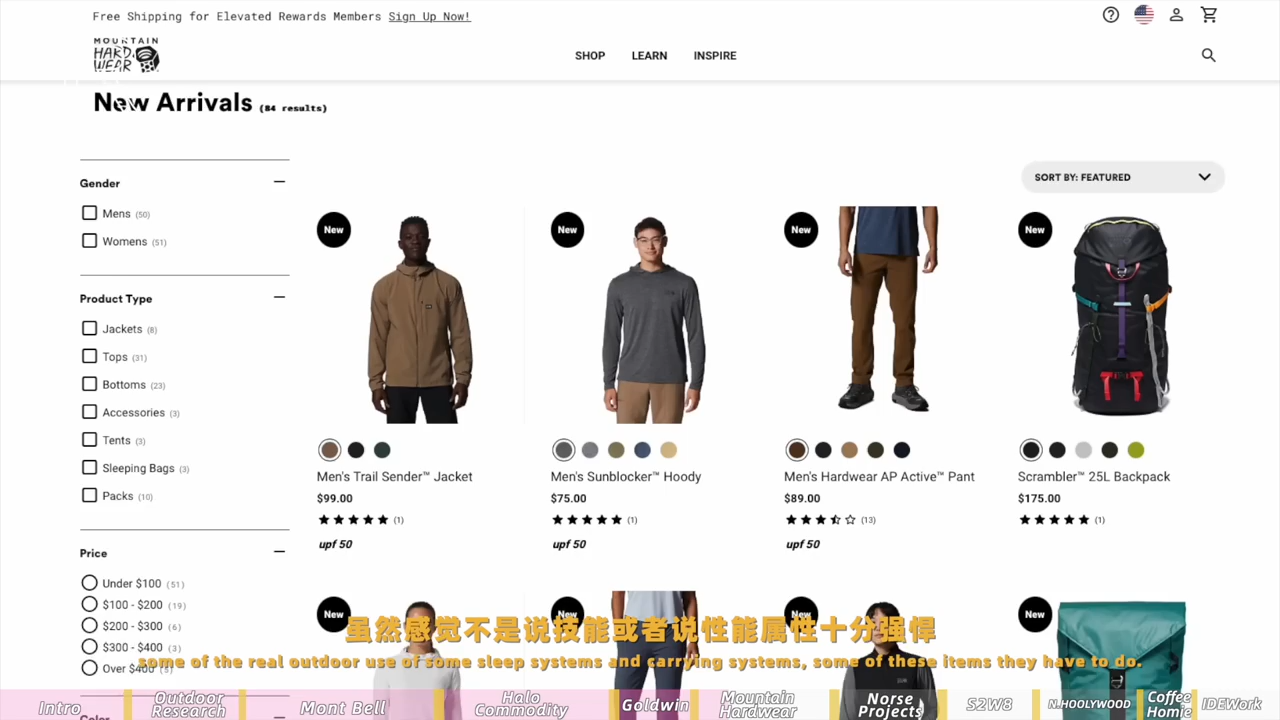 Free Shipping for Elevated Rewards Members Sign Up Now!
MOUNTAIN
HARD
WEAR
SHOP LEARN INSPIRE
New Arrivals (84 results)
SORT BY: FEATURED
Gender
Mens (50)
Womens (51)
Product Type
Jackets (8)
Tops (31)
Bottoms (23)
Accessories (3)
Tents (3)
Sleeping Bags (3)
Packs (10)
Price
Under $100 (51)
$100 - $200 (19)
$200 - $300 (6)
$300 - $400 (3)
Over $400 (5)
Color
New
Men's Trail Sender™ Jacket
$99.00
(1)
upf 50
New
Men's Sunblocker™ Hoody
$75.00
(1)
upf 50
New
Men's Hardwear AP Active™ Pant
$89.00
(13)
upf 50
New
Scrambler™ 25L Backpack
$175.00
(1)
New
New
New
New
虽然感觉不是说技能或者说性能属性十分强悍
some of the real outdoor use of some sleep systems and carrying systems, some of these items they have to do.
Intro
Outdoor
Research
Mont Bell
Halo
Commodity
Goldwin
Mountain
Hardwear
Norse
Projects
S2W8
N.HOOLYWOOD
Coffee
Home
IDEWork